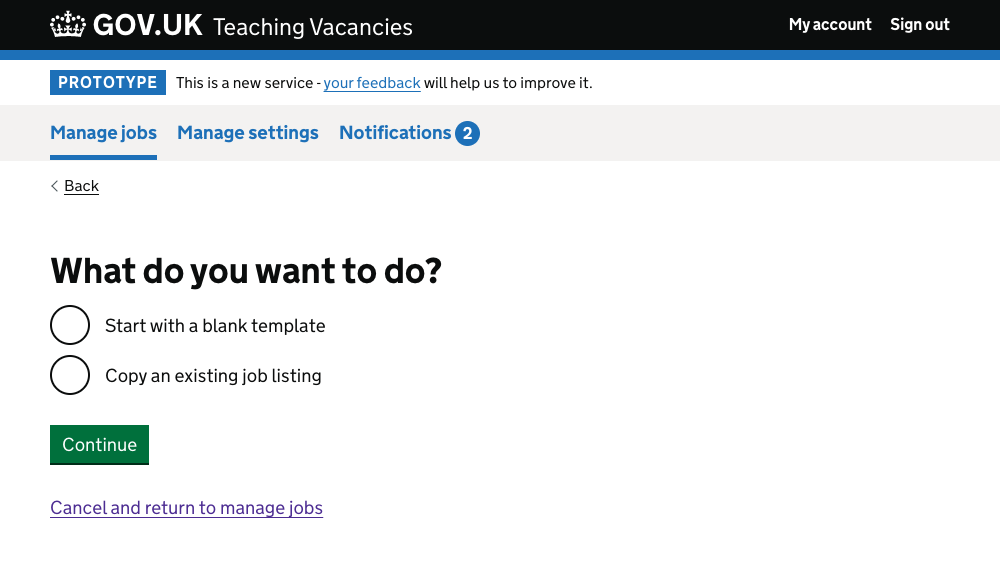 GOV.UK Teaching Vacancies My account Sign out
PROTOTYPE This is a new service - your feedback will help us to improve it.
Manage jobs Manage settings Notifications 2
Back
What do you want to do?
Start with a blank template
Copy an existing job listing
Continue
Cancel and return to manage jobs